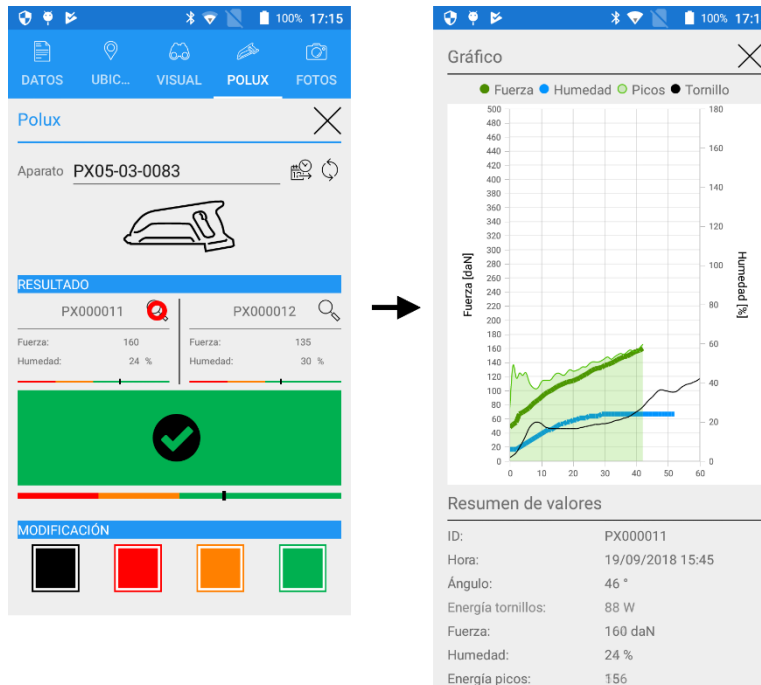 100% 17:15
DATOS UBIC... VISUAL POLUX FOTOS
Polux
Aparato PX05-03-0083
RESULTADO
PX000011 PX000012
Fuerza: 160 Fuerza: 135
Humedad: 24 % Humedad: 30 %
MODIFICACIÓN
100% 17:1
Gráfico
Fuerza Humedad Picos Tornillo
500 180
480
460 160
440
420
400 140
380
360
340 120
320
300
280 100
260
240
220 80
200
180
160 60
140
120
100 40
80
60 20
40
20
0 0
0 10 20 30 40 50 60
Fuerza [daN]
Humedad [%]
Resumen de valores
ID: PX000011
Hora: 19/09/2018 15:45
Ángulo: 46 °
Energía tornillos: 88 W
Fuerza: 160 daN
Humedad: 24 %
Energía picos: 156